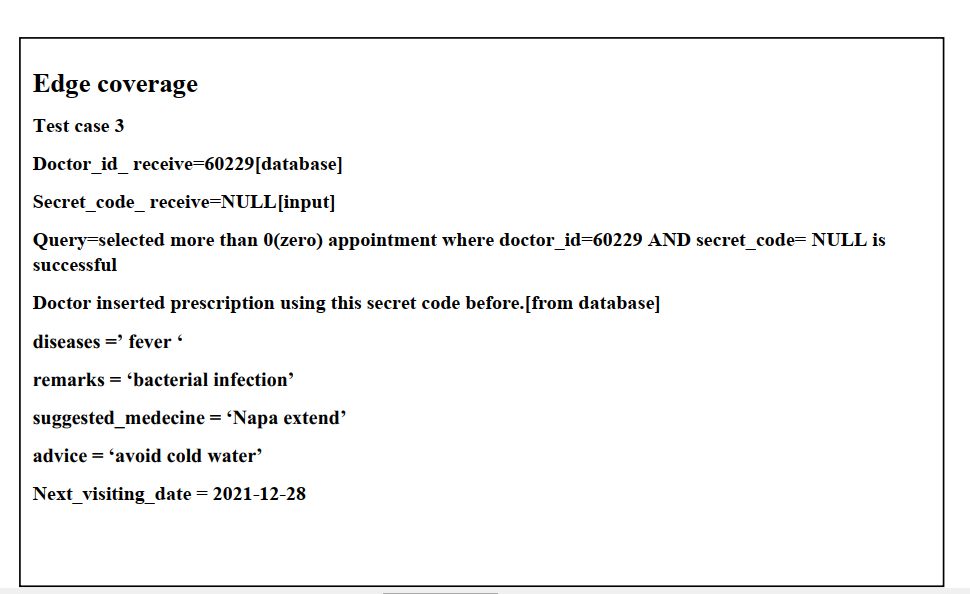 Edge coverage
Test case 3
Doctor_id_ receive=60229[database]
Secret_code_ receive=NULL[input]
Query=selected more than 0(zero) appointment where doctor_id=60229 AND secret_code= NULL is
successful
Doctor inserted prescription using this secret code before.[from database]
diseases =’ fever ‘
remarks = ‘bacterial infection’
suggested_medecine = ‘Napa extend’
advice = ‘avoid cold water’
Next_visiting_date = 2021-12-28